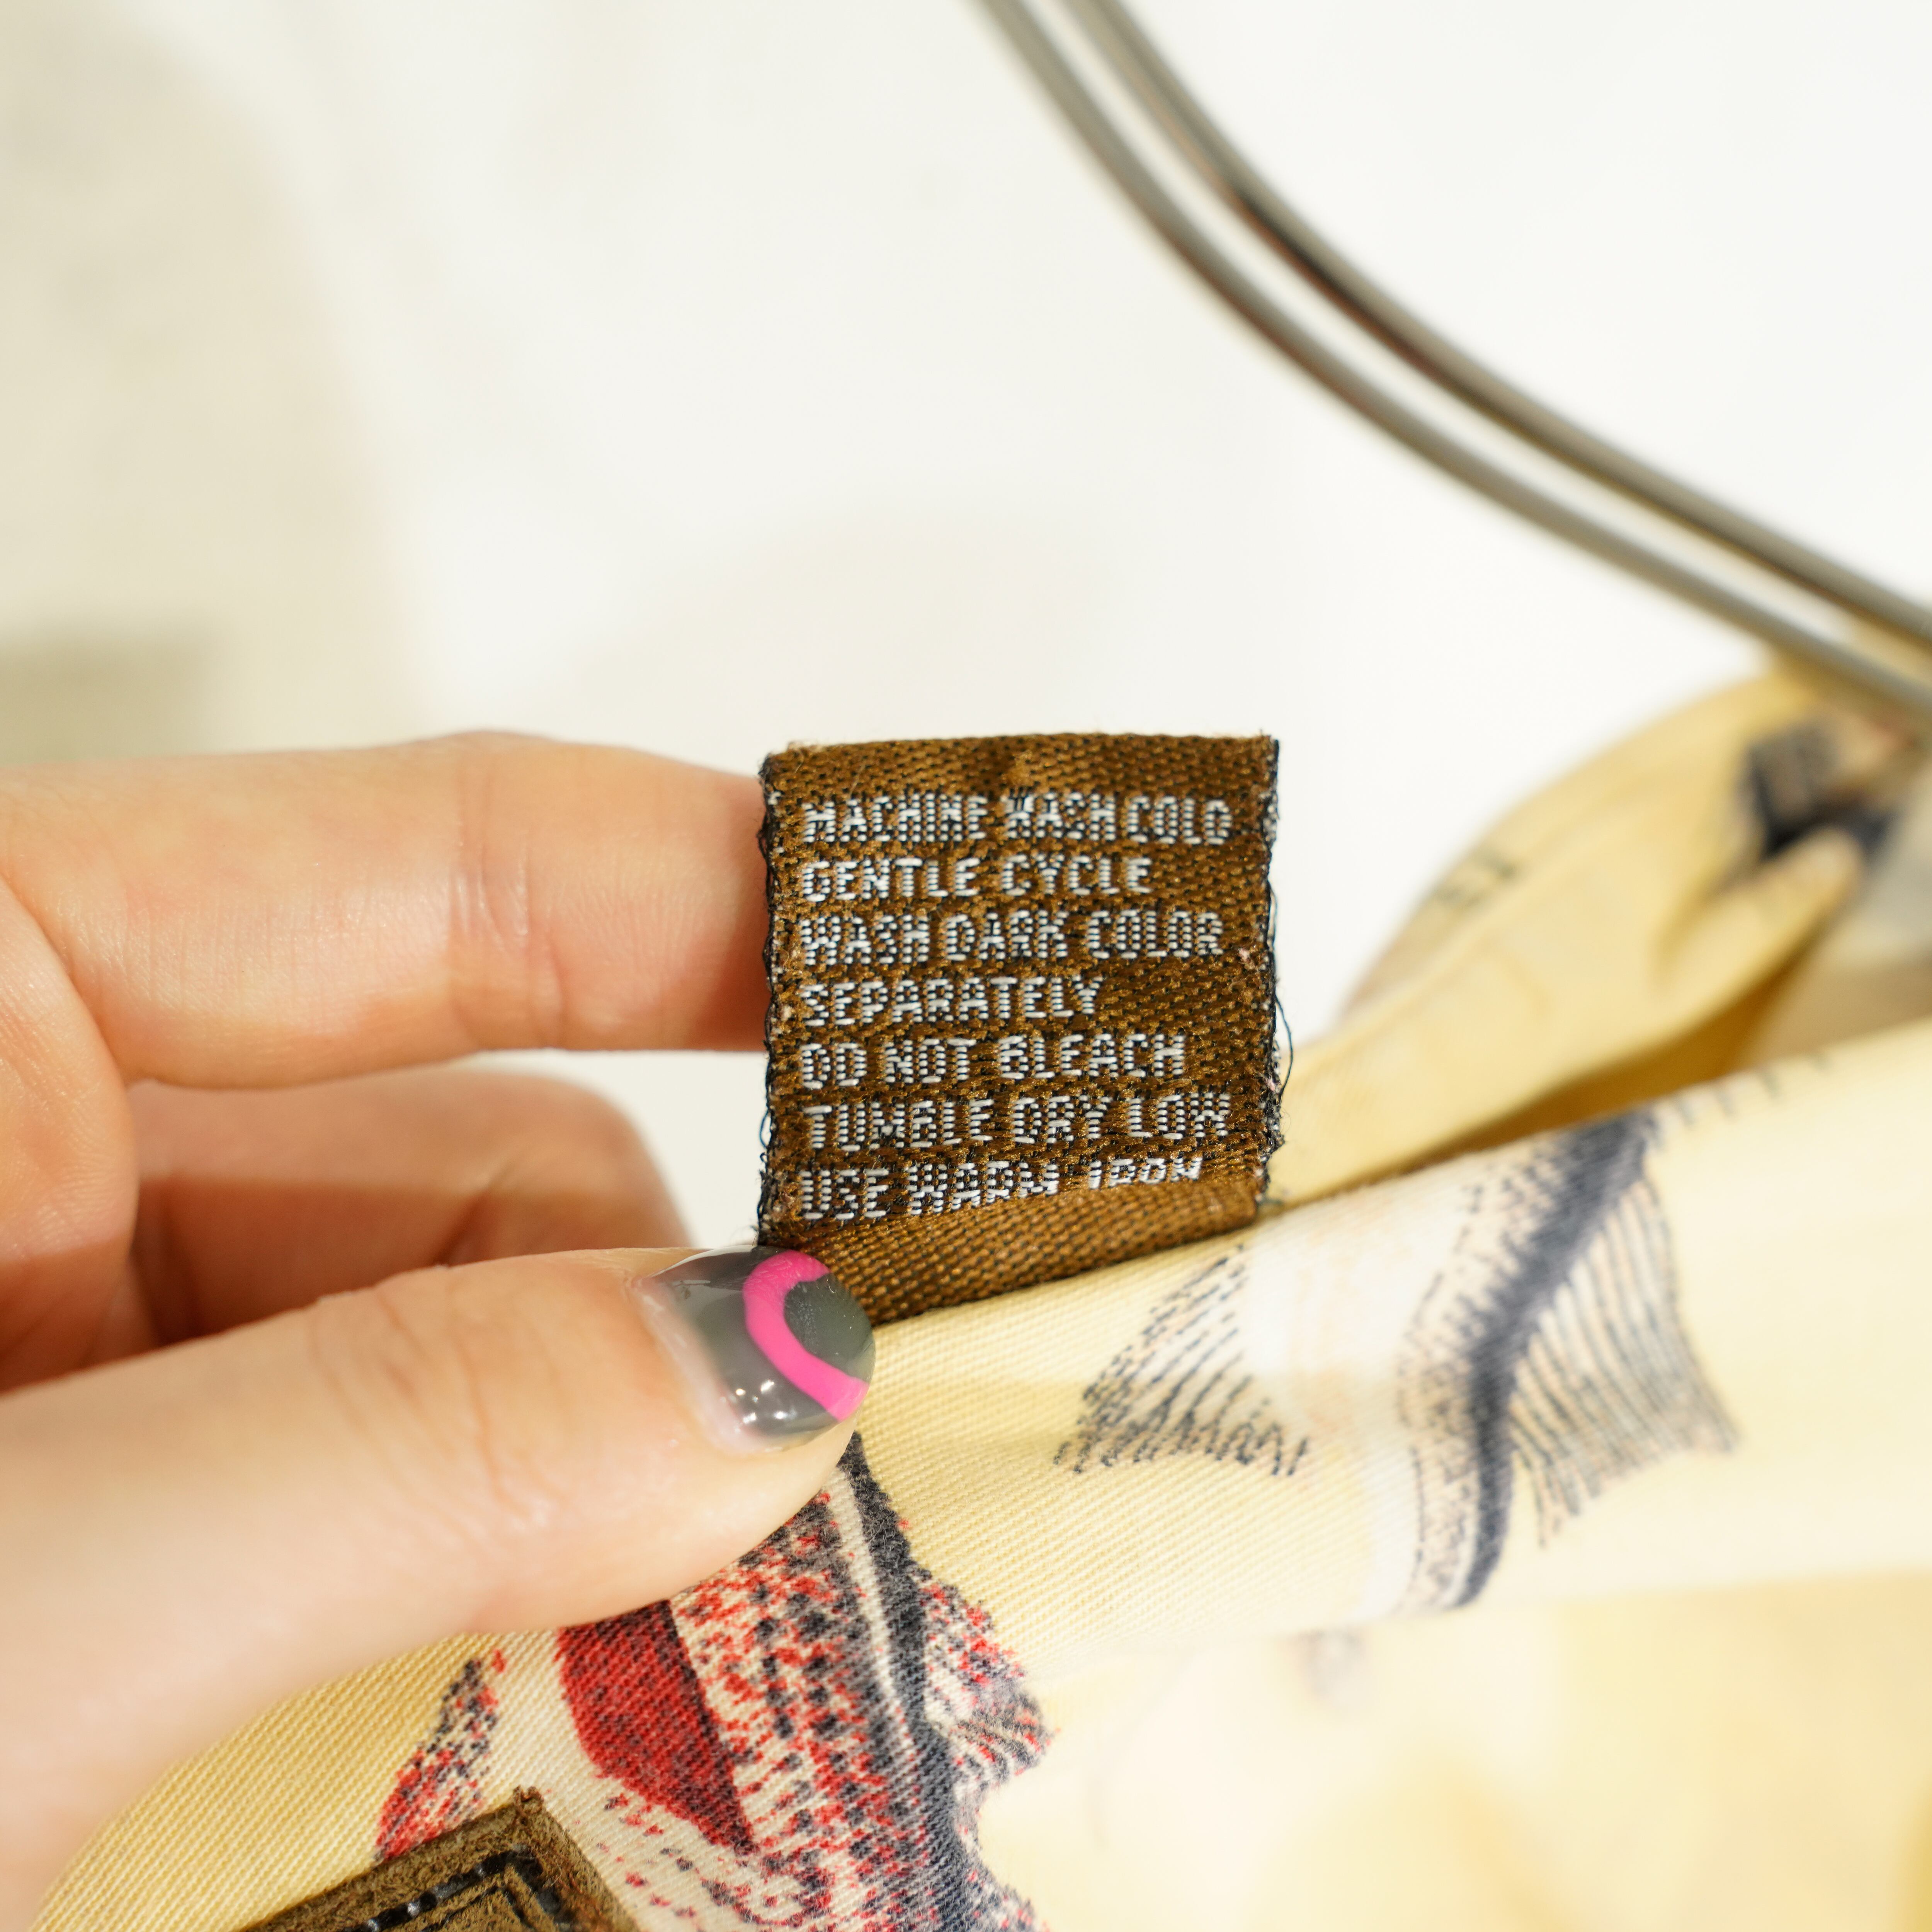 MACHINE WASH COLD
GENTLE CYCLE
WASH DARK COLOR
SEPARATELY
DO NOT BLEACH
TUMBLE DRY LOW
USE WARM IRON